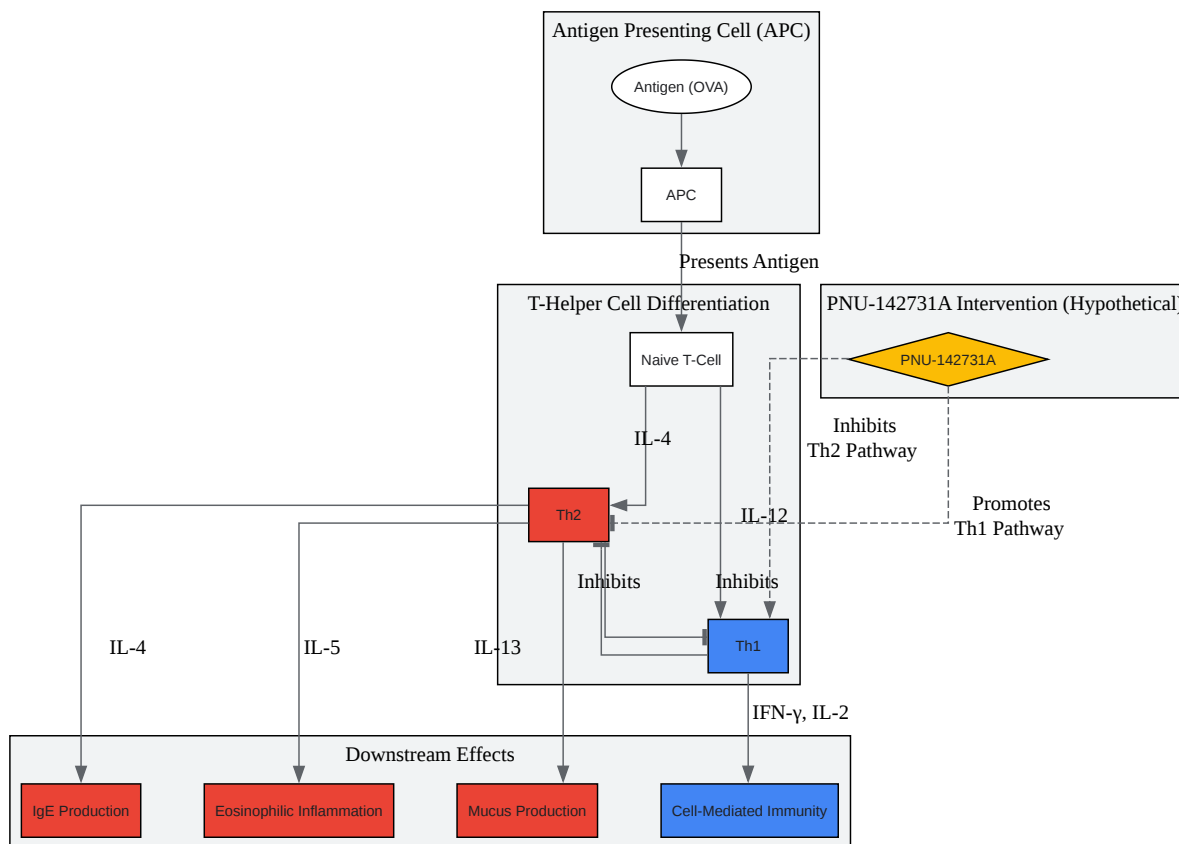 Antigen Presenting Cell (APC)
Antigen (OVA)
APC
Presents Antigen
T-Helper Cell Differentiation
PNU-142731A Intervention (Hypothetical)
Naive T-Cell
PNU-142731A
IL-4
Inhibits
Th2 Pathway
Th2
IL-12
Promotes
Th1 Pathway
Inhibits
Inhibits
IL-4
IL-5
IL-13
Th1
IFN-γ, IL-2
Downstream Effects
IgE Production
Eosinophilic Inflammation
Mucus Production
Cell-Mediated Immunity